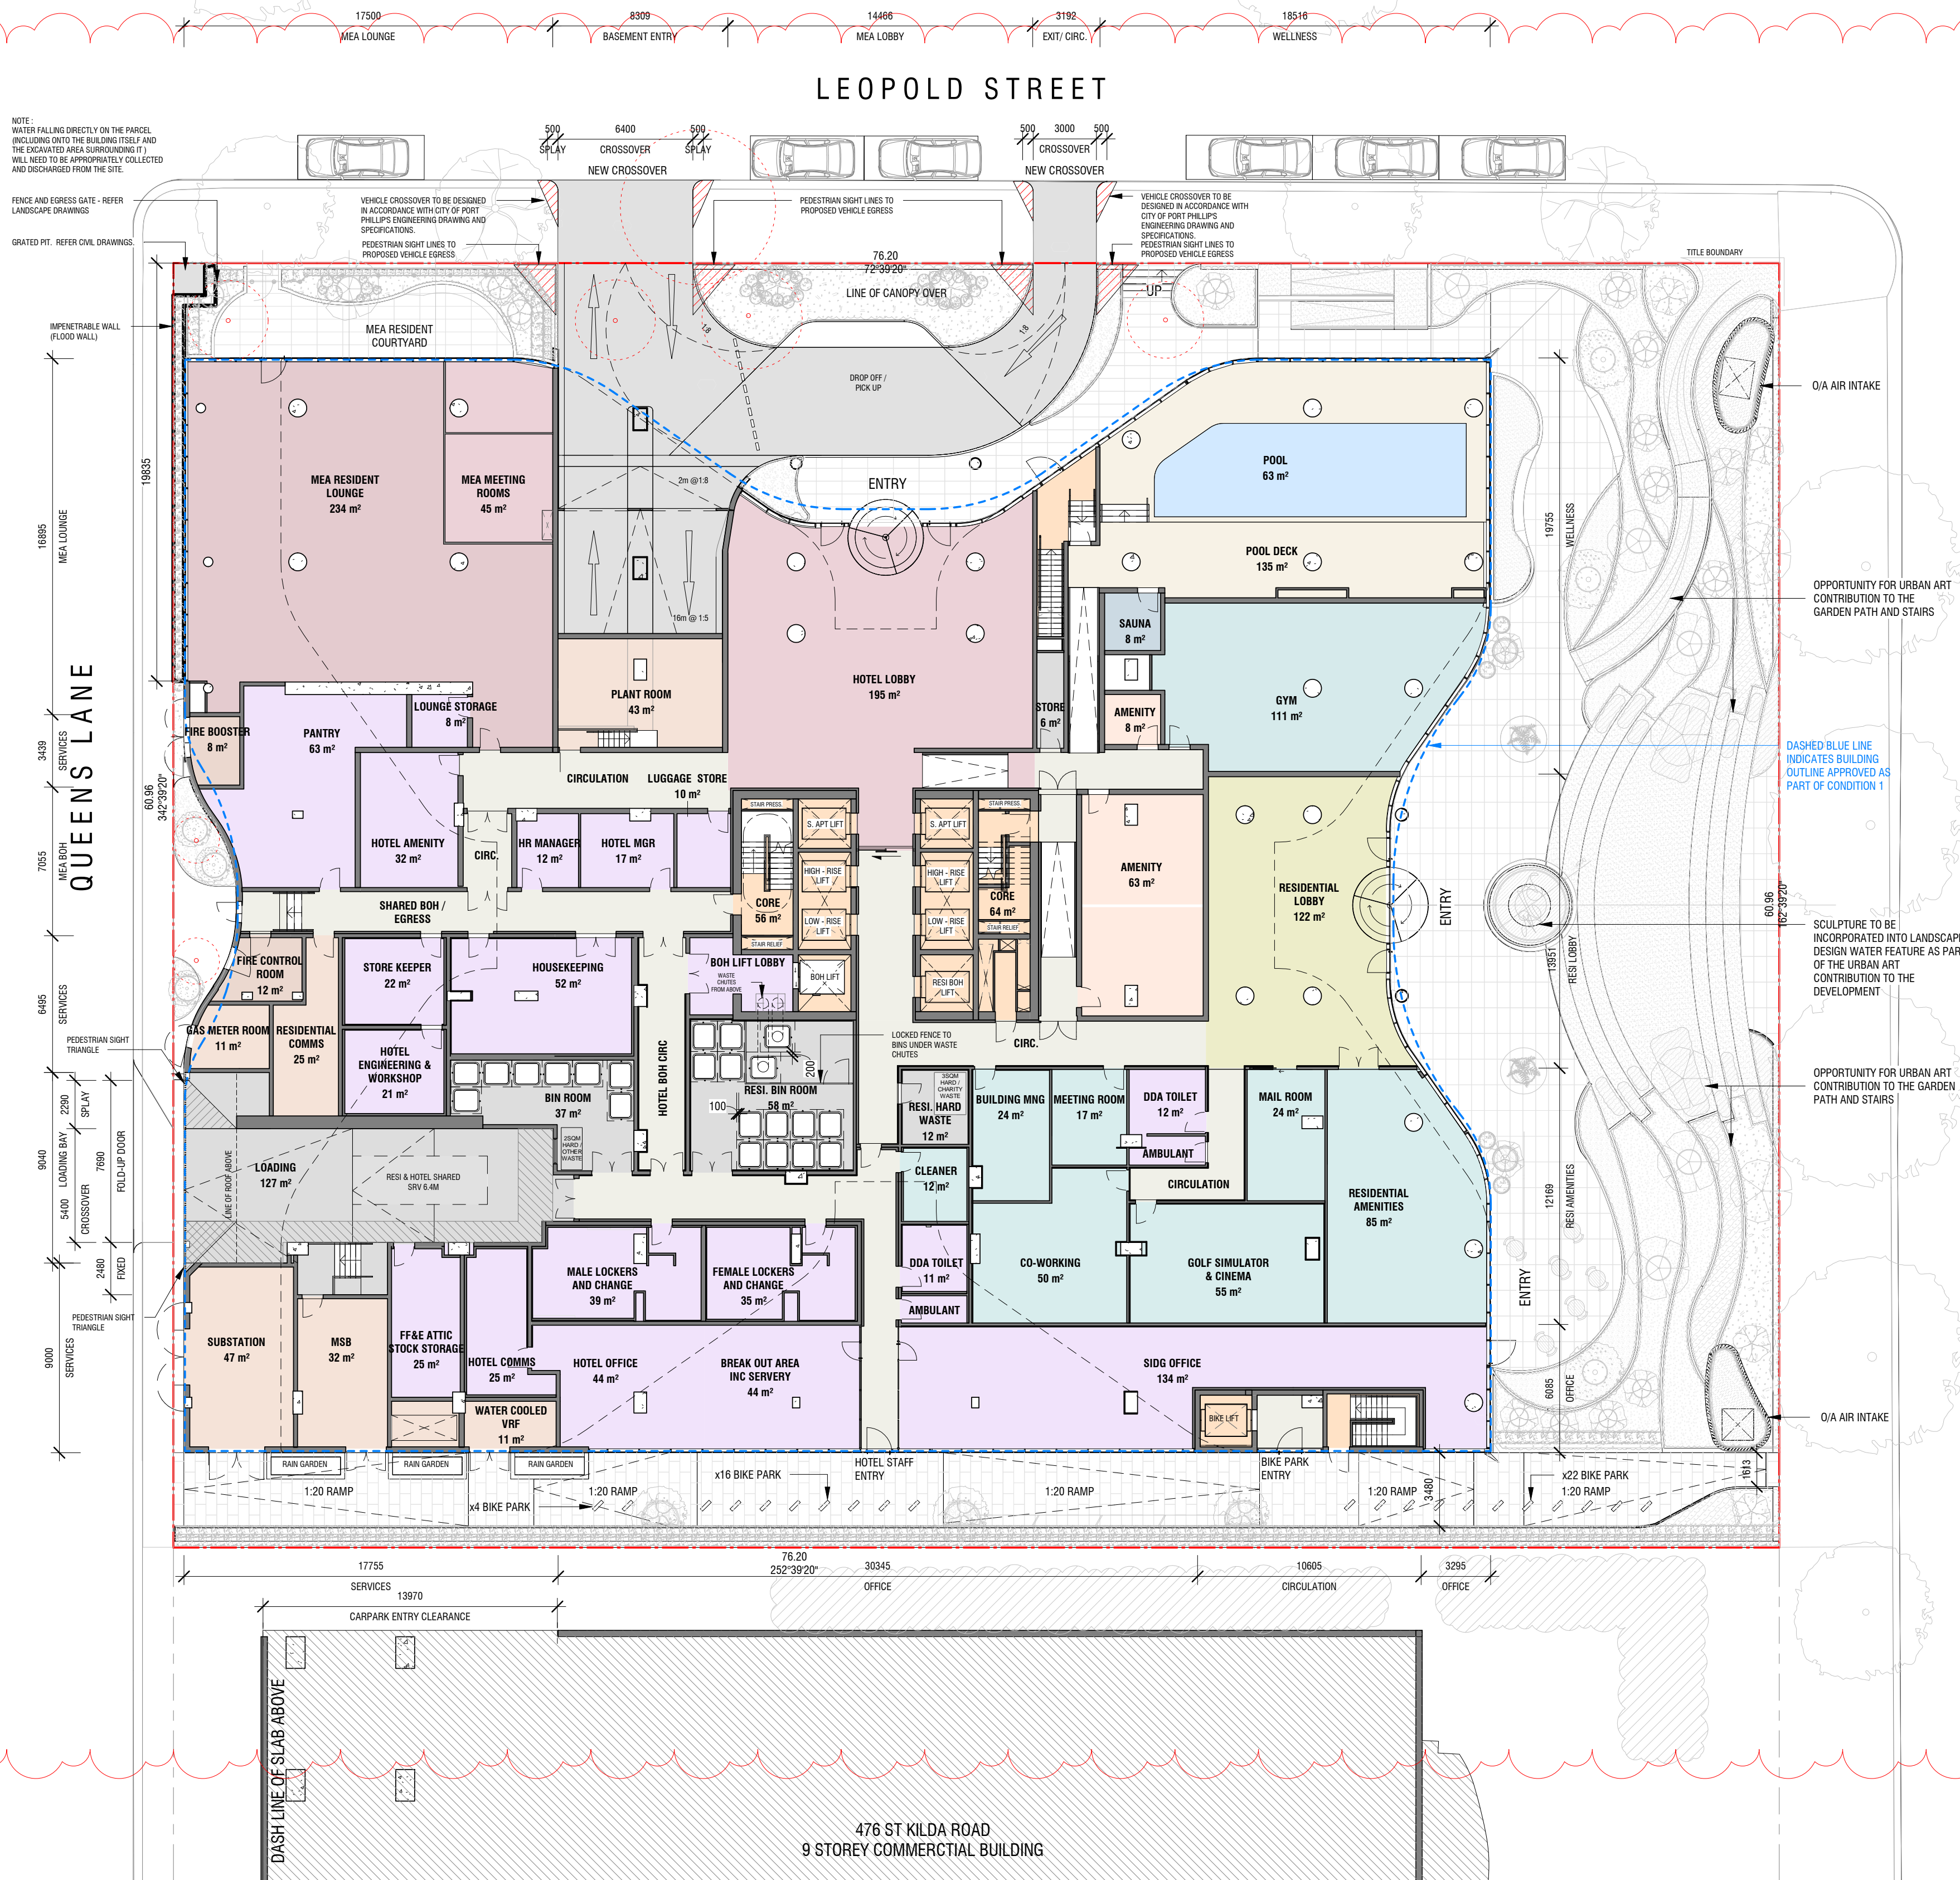 17500
8309
14466
3192
18516
MEA LOUNGE
BASEMENT ENTRY
MEA LOBBY
EXIT/ CIRC.
WELLNESS
LEOPOLD STREET
NOTE :
WATER FALLING DIRECTLY ON THE PARCEL
(INCLUDING ONTO THE BUILDING ITSELF AND
THE EXCAVATED AREA SURROUNDING IT )
WILL NEED TO BE APPROPRIATELY COLLECTED
AND DISCHARGED FROM THE SITE.
500
6400
500
SPLAY
CROSSOVER
SPLAY
NEW CROSSOVER
500
3000
500
CROSSOVER
NEW CROSSOVER
FENCE AND EGRESS GATE - REFER
LANDSCAPE DRAWINGS
GRATED PIT. REFER CIVIL DRAWINGS.
VEHICLE CROSSOVER TO BE DESIGNED
IN ACCORDANCE WITH CITY OF PORT
PHILLIP'S ENGINEERING DRAWING AND
SPECIFICATIONS.
PEDESTRIAN SIGHT LINES TO
PROPOSED VEHICLE EGRESS
PEDESTRIAN SIGHT LINES TO
PROPOSED VEHICLE EGRESS
VEHICLE CROSSOVER TO BE
DESIGNED IN ACCORDANCE WITH
CITY OF PORT PHILLIP'S
ENGINEERING DRAWING AND
SPECIFICATIONS.
PEDESTRIAN SIGHT LINES TO
PROPOSED VEHICLE EGRESS
TITLE BOUNDARY
76.20
72°39'20"
LINE OF CANOPY OVER
UP
1:8
1:8
IMPENETRABLE WALL
(FLOOD WALL)
MEA RESIDENT
COURTYARD
DROP OFF /
PICK UP
O/A AIR INTAKE
19835
16895
MEA LOUNGE
MEA RESIDENT
LOUNGE
234 m²
MEA MEETING
ROOMS
45 m²
2m @1:8
16m @ 1:5
ENTRY
POOL
63 m²
POOL DECK
135 m²
19755
WELLNESS
OPPORTUNITY FOR URBAN ART
CONTRIBUTION TO THE
GARDEN PATH AND STAIRS
SAUNA
8 m²
GYM
111 m²
AMENITY
8 m²
STORE
6 m²
HOTEL LOBBY
195 m²
PLANT ROOM
43 m²
LOUNGE STORAGE
8 m²
PANTRY
63 m²
FIRE BOOSTER
8 m²
QUEENS LANE
60.96
342°39'20"
3439
SERVICES
7055
MEA BOH
6495
SERVICES
DASHED BLUE LINE
INDICATES BUILDING
OUTLINE APPROVED AS
PART OF CONDITION 1
CIRCULATION
LUGGAGE STORE
10 m²
HOTEL AMENITY
32 m²
CIRC.
HR MANAGER
12 m²
HOTEL MGR
17 m²
STAIR PRESS.
S. APT LIFT
HIGH - RISE
LIFT
LOW - RISE
LIFT
CORE
56 m²
STAIR RELIEF
S. APT LIFT
HIGH - RISE
LIFT
LOW - RISE
LIFT
STAIR PRESS.
CORE
64 m²
STAIR RELIEF
AMENITY
63 m²
RESIDENTIAL
LOBBY
122 m²
ENTRY
60.96
162°39'20"
13951
RESI LOBBY
SCULPTURE TO BE
INCORPORATED INTO LANDSCAPE
DESIGN WATER FEATURE AS PAR
OF THE URBAN ART
CONTRIBUTION TO THE
DEVELOPMENT
SHARED BOH /
EGRESS
FIRE CONTROL
ROOM
12 m²
STORE KEEPER
22 m²
HOUSEKEEPING
52 m²
BOH LIFT LOBBY
WASTE
CHUTES
FROM ABOVE
BOH LIFT
RESI BOH
LIFT
GAS METER ROOM
11 m²
RESIDENTIAL
COMMS
25 m²
HOTEL
ENGINEERING &
WORKSHOP
21 m²
PEDESTRIAN SIGHT
TRIANGLE
HOTEL BOH CIRC
LOCKED FENCE TO
BINS UNDER WASTE
CHUTES
CIRC.
BIN ROOM
37 m²
2SQM
HARD /
OTHER
WASTE
200
100
RESI. BIN ROOM
58 m²
3SQM
HARD /
CHARITY
WASTE
RESI. HARD
WASTE
12 m²
BUILDING MNG
24 m²
MEETING ROOM
17 m²
DDA TOILET
12 m²
AMBULANT
MAIL ROOM
24 m²
OPPORTUNITY FOR URBAN ART
CONTRIBUTION TO THE GARDEN
PATH AND STAIRS
2290
SPLAY
9040
LOADING BAY
5400
CROSSOVER
7690
FOLD-UP DOOR
2480
FIXED
LOADING
127 m²
LINE OF ROOF ABOVE
RESI & HOTEL SHARED
SRV 6.4M
CLEANER
12 m²
CIRCULATION
RESIDENTIAL
AMENITIES
85 m²
12169
RESI AMENITIES
ENTRY
DDA TOILET
11 m²
AMBULANT
CO-WORKING
50 m²
GOLF SIMULATOR
& CINEMA
55 m²
MALE LOCKERS
AND CHANGE
39 m²
FEMALE LOCKERS
AND CHANGE
35 m²
PEDESTRIAN SIGHT
TRIANGLE
9000
SERVICES
SUBSTATION
47 m²
MSB
32 m²
FF&E ATTIC
STOCK STORAGE
25 m²
HOTEL COMMS
25 m²
HOTEL OFFICE
44 m²
BREAK OUT AREA
INC SERVERY
44 m²
SIDG OFFICE
134 m²
6085
OFFICE
WATER COOLED
VRF
11 m²
BIKE LIFT
O/A AIR INTAKE
RAIN GARDEN
RAIN GARDEN
RAIN GARDEN
1:20 RAMP
x4 BIKE PARK
1:20 RAMP
x16 BIKE PARK
HOTEL STAFF
ENTRY
1:20 RAMP
BIKE PARK
ENTRY
1:20 RAMP
3480
x22 BIKE PARK
1:20 RAMP
1613
76.20
252°39'20"
17755
30345
10605
3295
SERVICES
OFFICE
CIRCULATION
OFFICE
13970
CARPARK ENTRY CLEARANCE
DASH LINE OF SLAB ABOVE
476 ST KILDA ROAD
9 STOREY COMMERCTIAL BUILDING